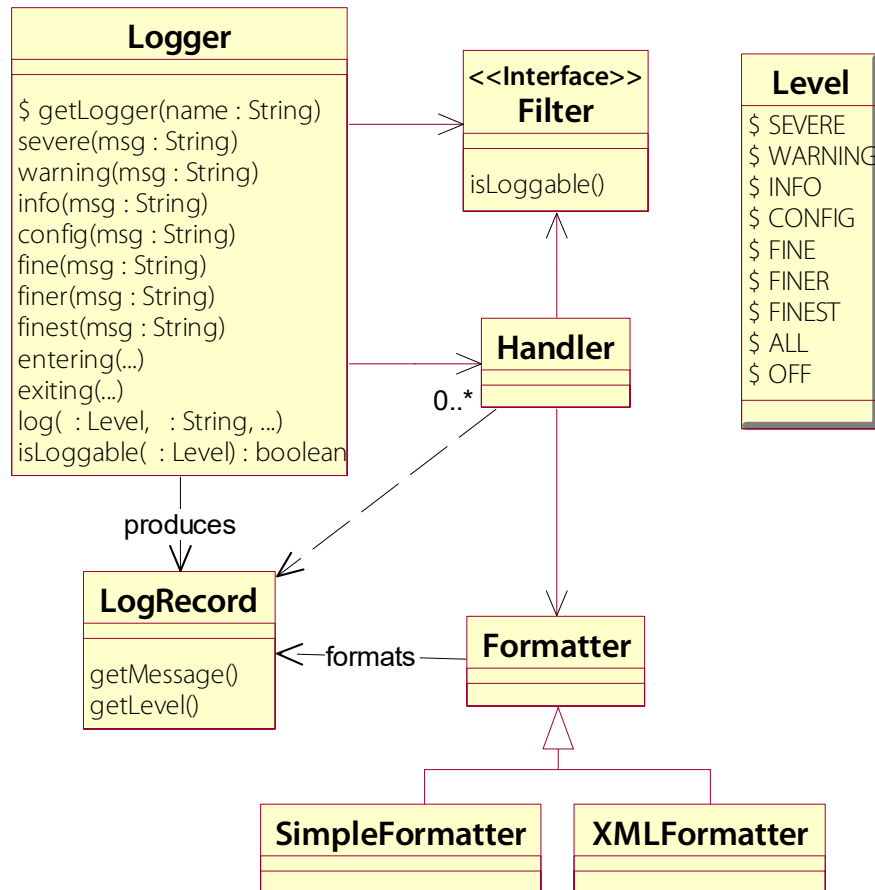 Logger
$ getLogger(name : String)
severe(msg : String)
warning(msg : String)
info(msg : String)
config(msg : String)
fine(msg : String)
finer(msg : String)
finest(msg : String)
entering(...)
exiting(...)
log( : Level, : String, ...)
isLoggable( : Level) : boolean
<<Interface>>
Filter
isLoggable()
Level
$ SEVERE
$ WARNING
$ INFO
$ CONFIG
$ FINE
$ FINER
$ FINEST
$ ALL
$ OFF
Handler
0..*
produces
LogRecord
getMessage()
getLevel()
formats
Formatter
SimpleFormatter
XMLFormatter